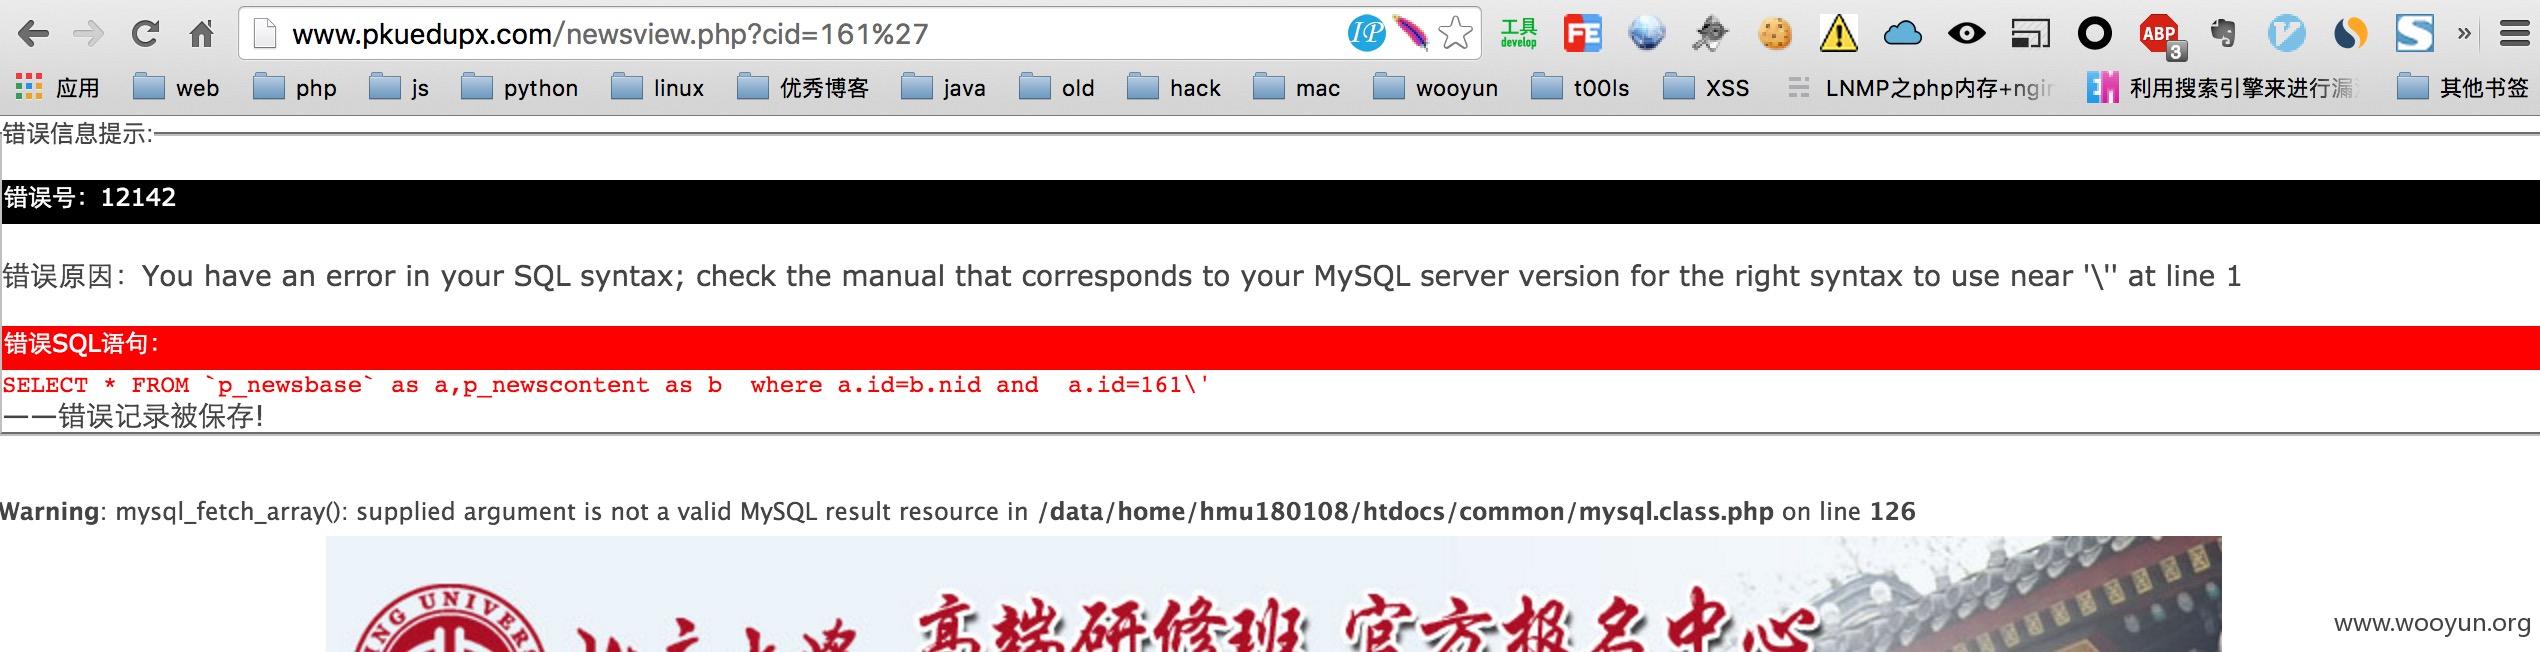 www.pkuedupx.com/newsview.php?cid=161%27
IP
工具
develop
FE
ABP
3
»
应用 web php js python linux 优秀博客 java old hack mac wooyun t00ls XSS LNMP之php内存+ngin EM 利用搜索引擎来进行漏 其他书签
错误信息提示:
错误号：12142
错误原因：You have an error in your SQL syntax; check the manual that corresponds to your MySQL server version for the right syntax to use near '\'' at line 1
错误SQL语句：
SELECT * FROM `p_newsbase` as a,p_newscontent as b  where a.id=b.nid and  a.id=161\'
——错误记录被保存!
Warning: mysql_fetch_array(): supplied argument is not a valid MySQL result resource in /data/home/hmu180108/htdocs/common/mysql.class.php on line 126
北京大学 高端研修班 官方报名中心
www.wooyun.org